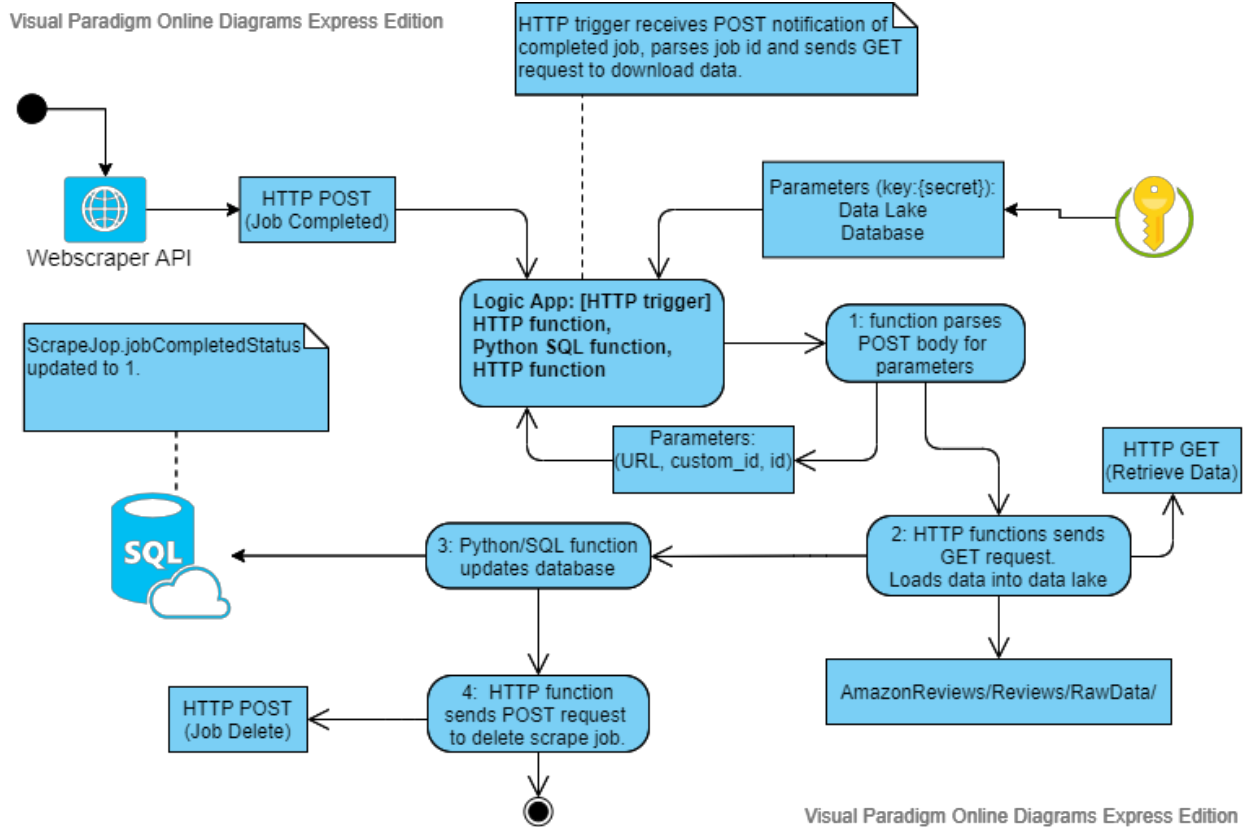 Visual Paradigm Online Diagrams Express Edition
HTTP trigger receives POST notification of
completed job, parses job id and sends GET
request to download data.
HTTP POST
(Job Completed)
Parameters (key:{secret}):
Data Lake
Database
Webscraper API
Logic App: [HTTP trigger]
HTTP function,
Python SQL function,
HTTP function
1: function parses
POST body for
parameters
ScrapeJop.jobCompletedStatus
updated to 1.
Parameters:
(URL, custom_id, id)
HTTP GET
(Retrieve Data)
SQL
3: Python/SQL function
updates database
2: HTTP functions sends
GET request.
Loads data into data lake
4:  HTTP function
sends POST request
to delete scrape job.
HTTP POST
(Job Delete)
AmazonReviews/Reviews/RawData/
Visual Paradigm Online Diagrams Express Edition